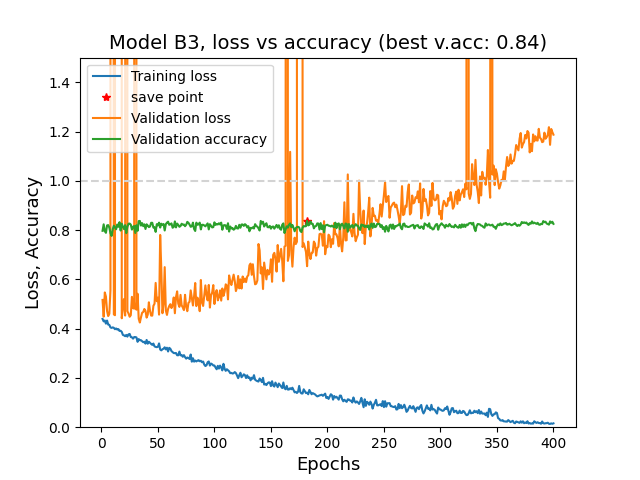 Model B3, loss vs accuracy (best v.acc: 0.84)
Training loss
save point
Validation loss
Validation accuracy
Loss, Accuracy
1.4
1.2
1.0
0.8
0.6
0.4
0.2
0.0
0 50 100 150 200 250 300 350 400
Epochs